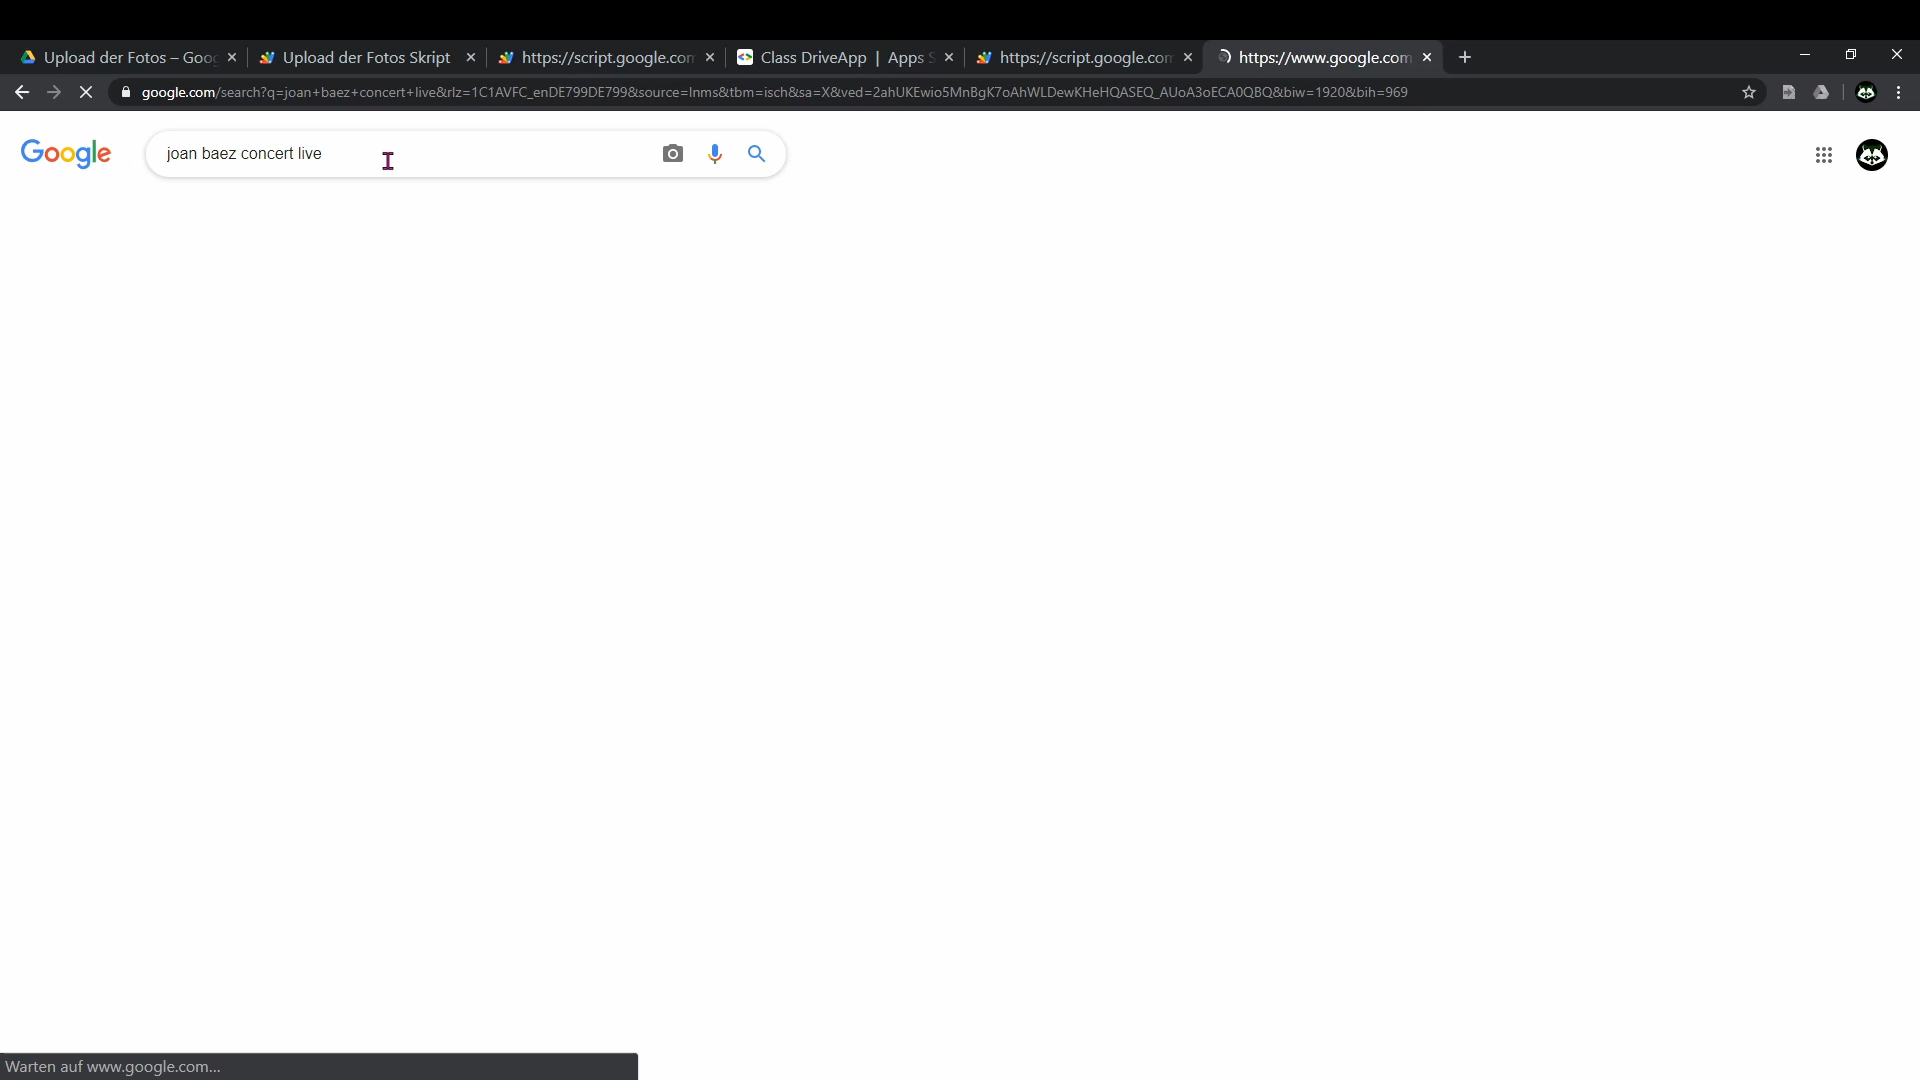 Upload der Fotos – Goog
Upload der Fotos Skript
https://script.google.com
Class DriveApp | Apps S
https://script.google.com
https://www.google.com
google.com/search?q=joan+baez+concert+live&rlz=1C1AVFC_enDE799DE799&source=lnms&tbm=isch&sa=X&ved=2ahUKEwio5MnBgK7oAhWLDewKHeHQASEQ_AUoA3oECA0QBQ&biw=1920&bih=969
Google
joan baez concert live
Warten auf www.google.com...